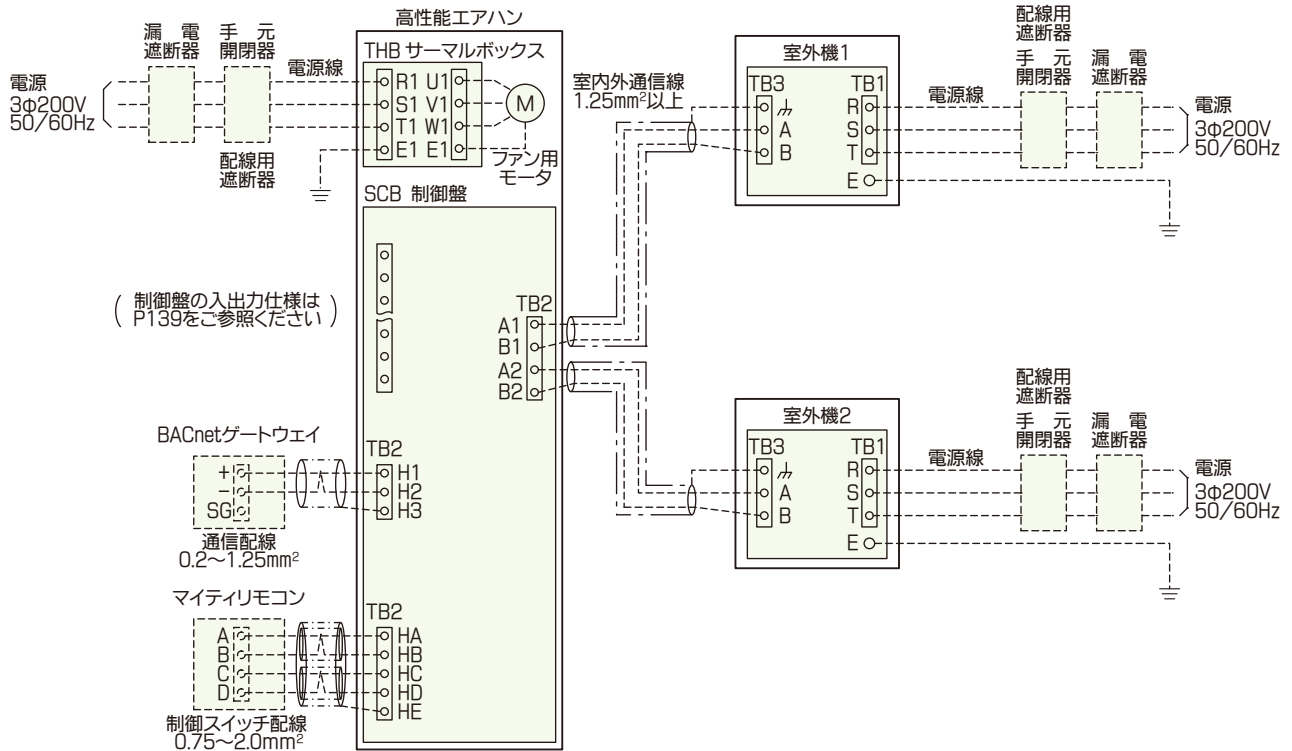 高性能エアハン
漏 電
遮断器
手 元
開閉器
電源線
電源
3φ200V
50/60Hz
配線用
遮断器
THB サーマルボックス
R1 U1
S1 V1
T1 W1
E1 E1
M
ファン用
モータ
SCB 制御盤
制御盤の入出力仕様は
P139をご参照ください
TB2
A1
B1
A2
B2
室内外通信線
1.25mm²以上
室外機1
TB3
A
B
TB1
R
S
T
E
電源線
配線用
遮断器
手 元
開閉器
漏 電
遮断器
電源
3φ200V
50/60Hz
室外機2
TB3
A
B
TB1
R
S
T
E
電源線
配線用
遮断器
手 元
開閉器
漏 電
遮断器
電源
3φ200V
50/60Hz
BACnetゲートウェイ
+
−
SG
通信配線
0.2〜1.25mm²
TB2
H1
H2
H3
マイティリモコン
A
B
C
D
制御スイッチ配線
0.75〜2.0mm²
TB2
HA
HB
HC
HD
HE